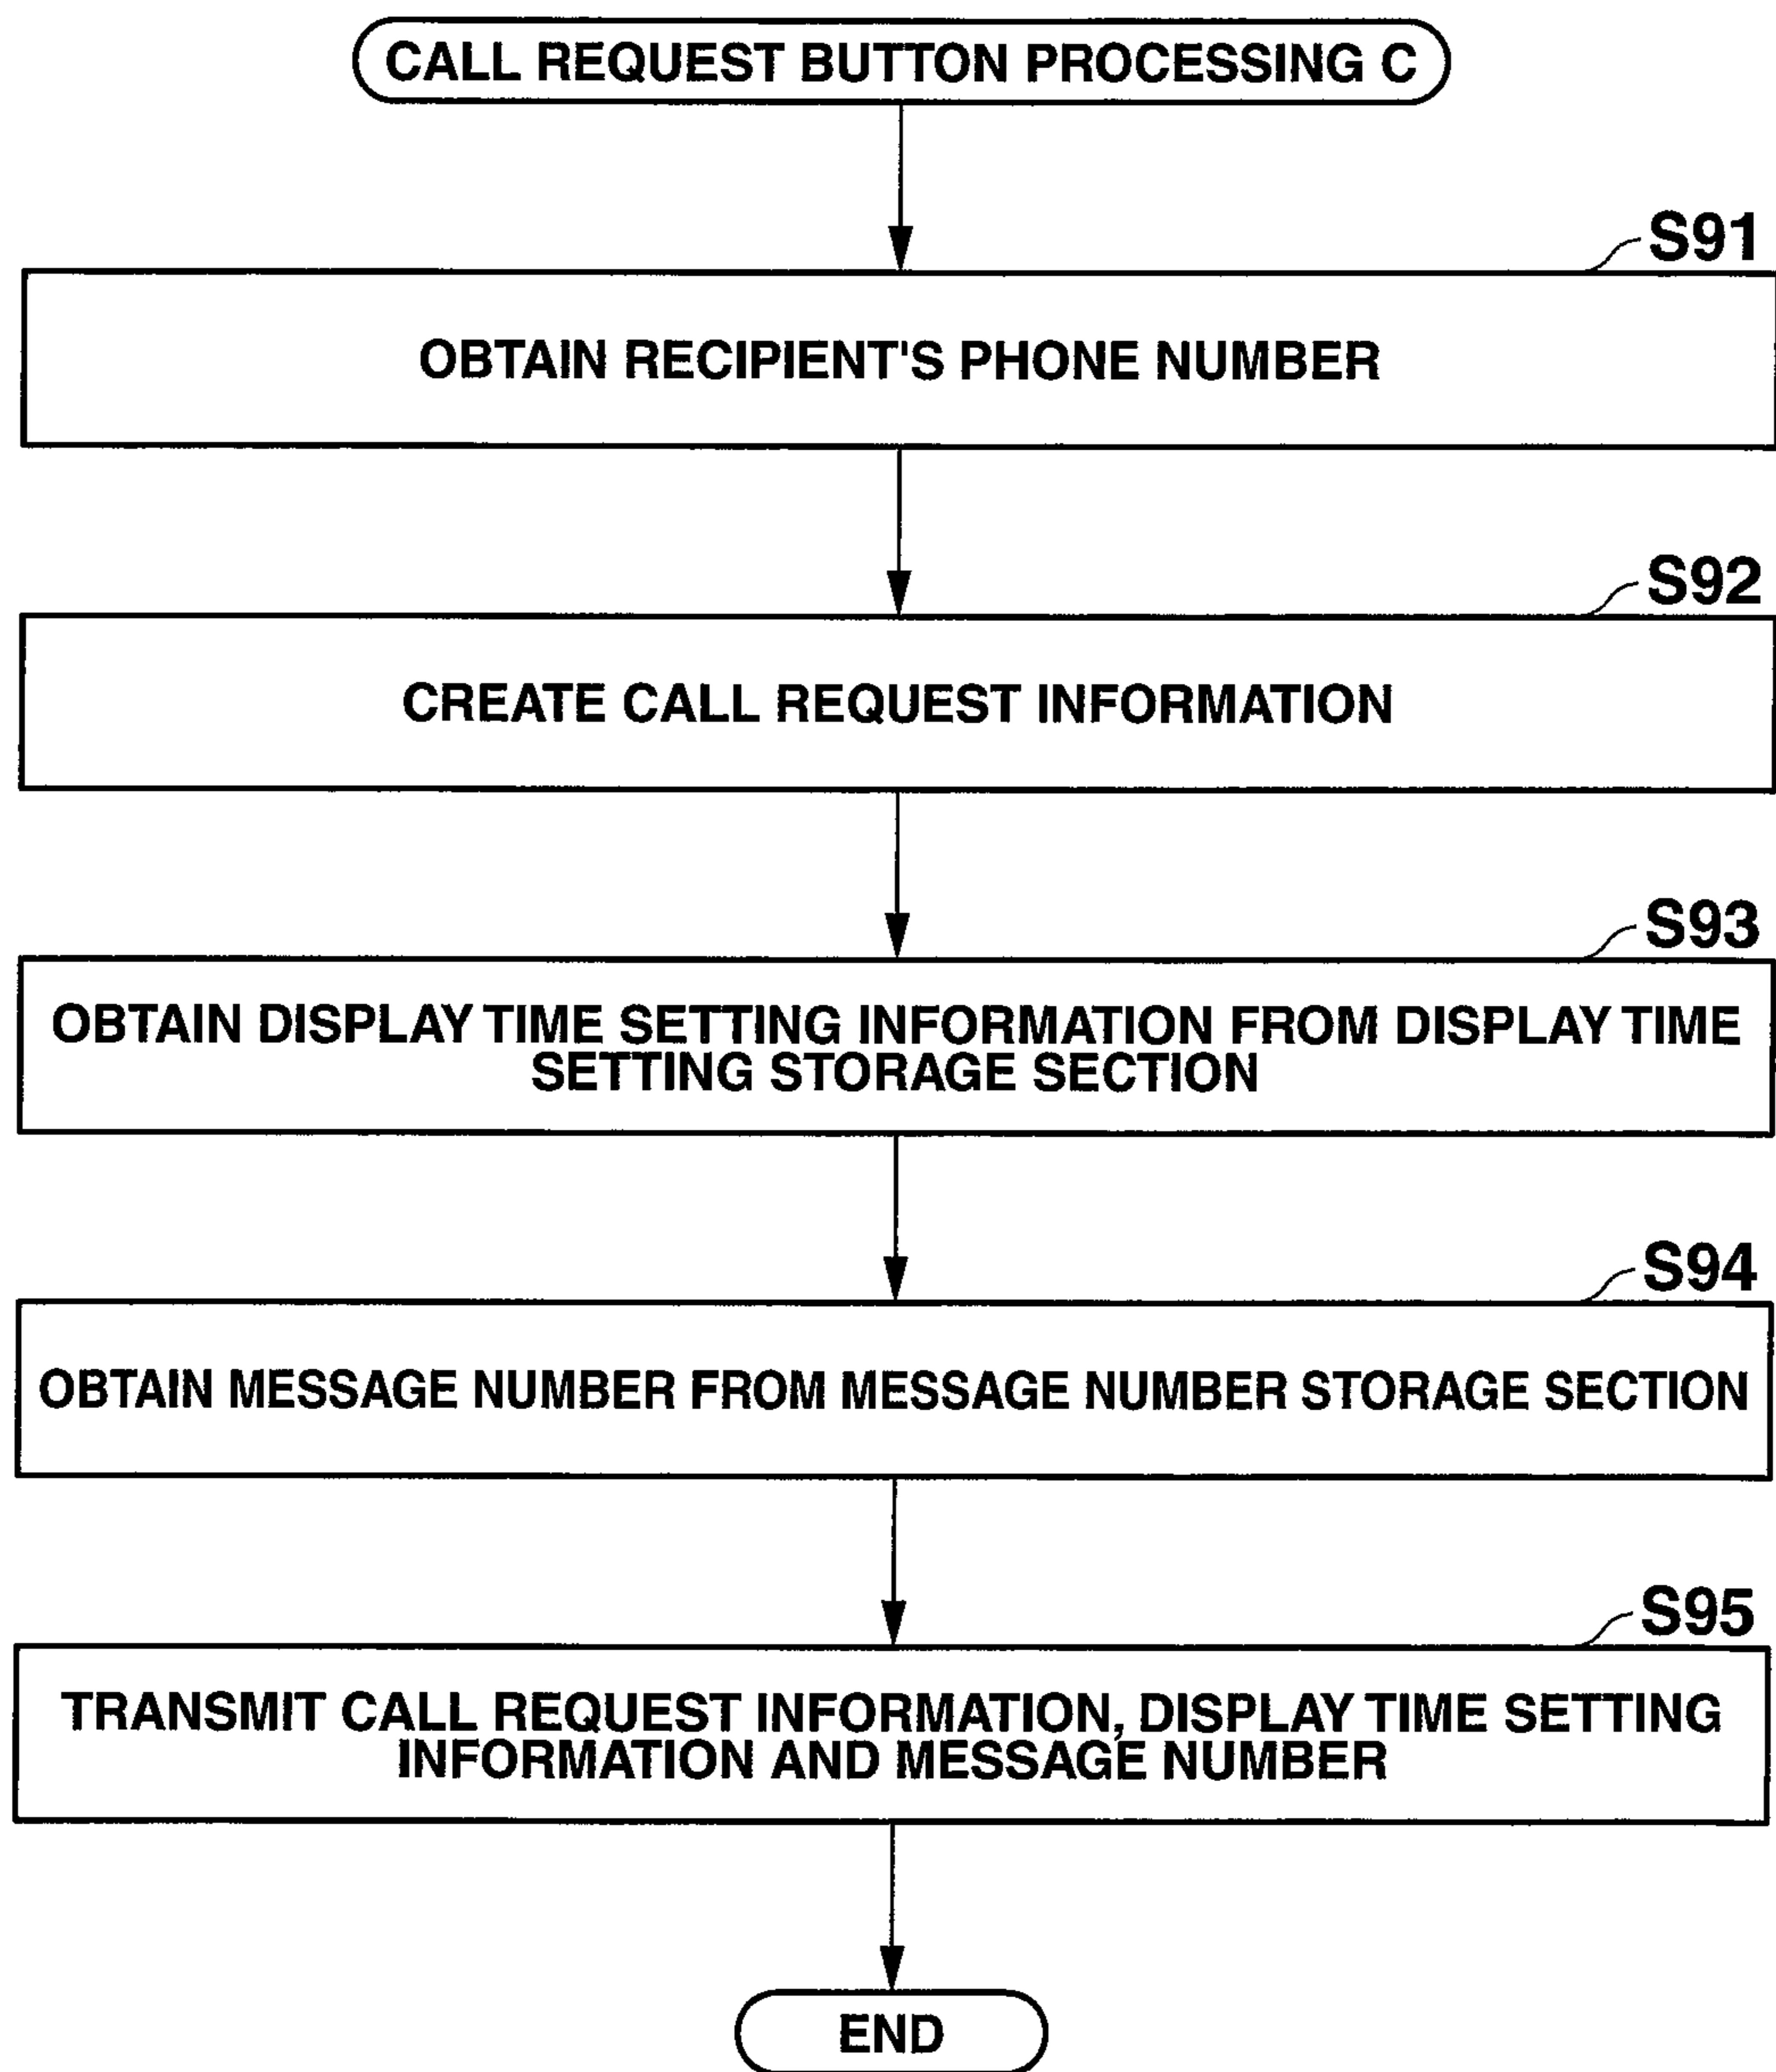 CALL REQUEST BUTTON PROCESSING C
S91
OBTAIN RECIPIENT'S PHONE NUMBER
S92
CREATE CALL REQUEST INFORMATION
S93
OBTAIN DISPLAY TIME SETTING INFORMATION FROM DISPLAY TIME
SETTING STORAGE SECTION
S94
OBTAIN MESSAGE NUMBER FROM MESSAGE NUMBER STORAGE SECTION
S95
TRANSMIT CALL REQUEST INFORMATION, DISPLAY TIME SETTING
INFORMATION AND MESSAGE NUMBER
END